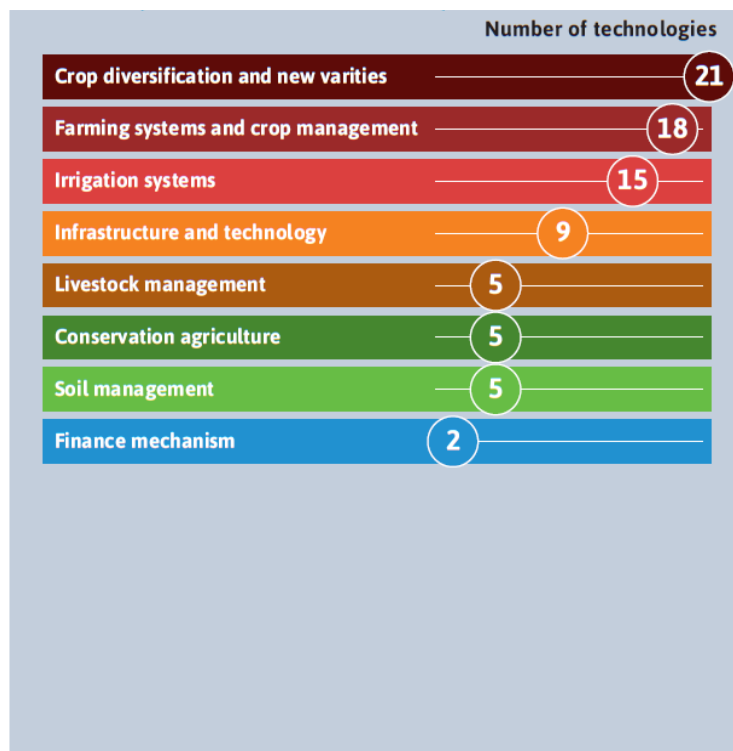 Number of technologies
Crop diversification and new varities 21
Farming systems and crop management 18
Irrigation systems 15
Infrastructure and technology 9
Livestock management 5
Conservation agriculture 5
Soil management 5
Finance mechanism 2